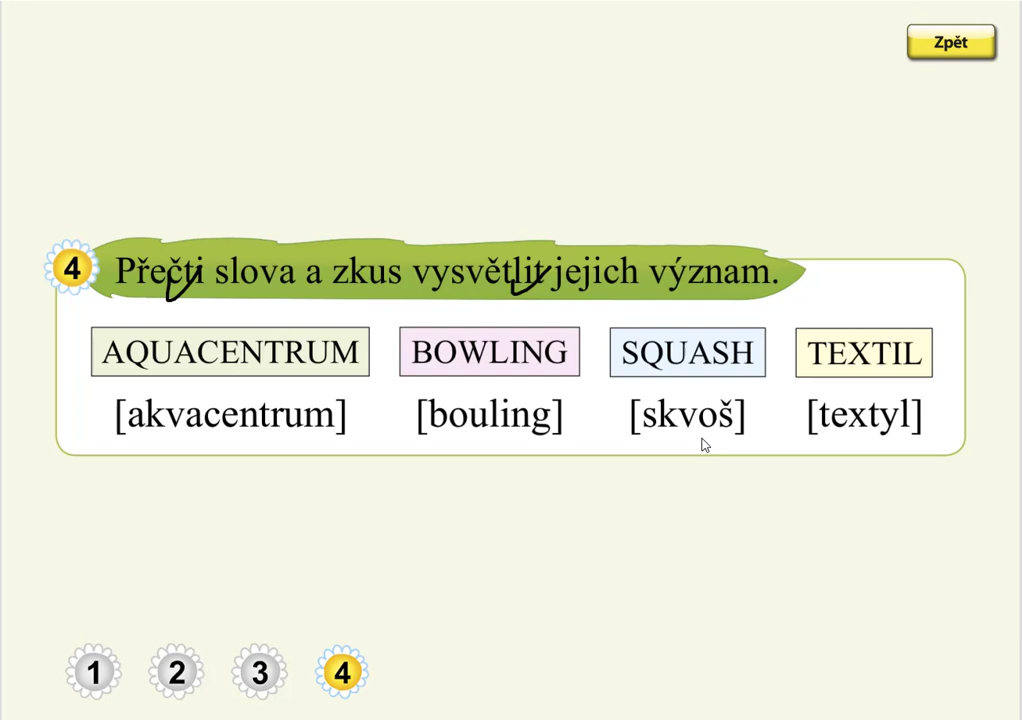 Zpět
4 Přečti slova a zkus vysvětlit jejich význam.
AQUACENTRUM BOWLING SQUASH TEXTIL
[akvacentrum] [bouling] [skvoš] [textyl]
1 2 3 4